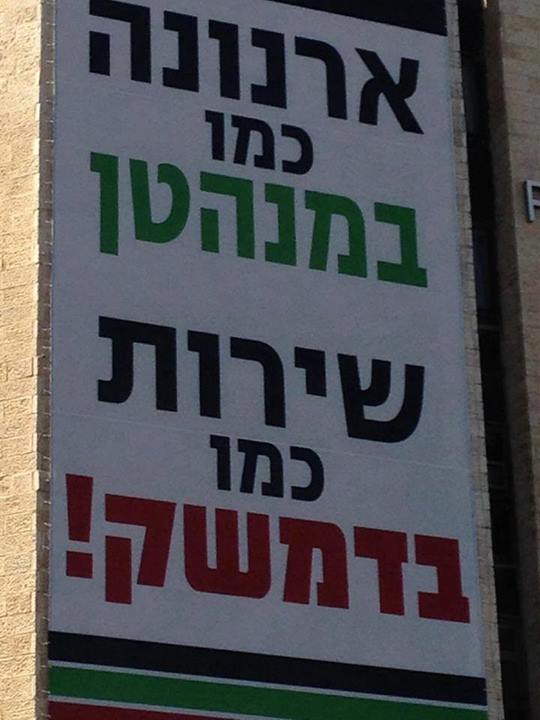 ארנונה
כמו
במנהטן
שירות
כמו
בדמשק!